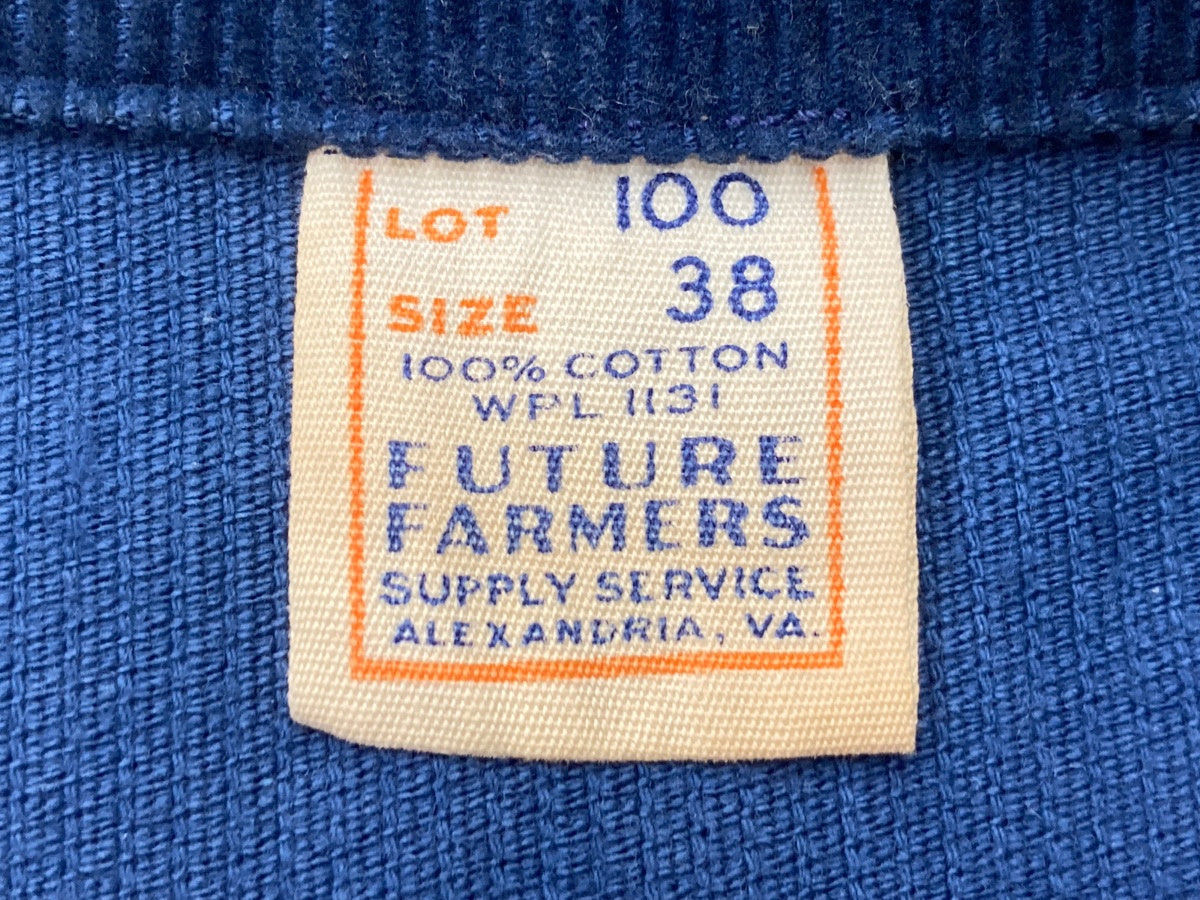 LOT 100
SIZE 38
100% COTTON
WPL 1131
FUTURE
FARMERS
SUPPLY SERVICE
ALEXANDRIA, VA.